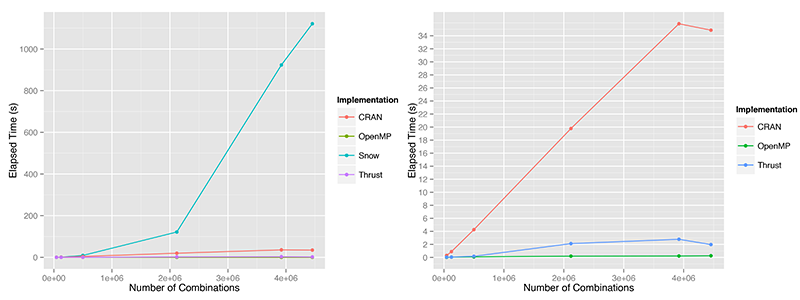 Elapsed Time (s)
1000
800
600
400
200
0
0e+00 1e+06 2e+06 3e+06 4e+06
Number of Combinations
Implementation
CRAN
OpenMP
Snow
Thrust
Elapsed Time (s)
34
32
30
28
26
24
22
20
18
16
14
12
10
8
6
4
2
0
0e+00 1e+06 2e+06 3e+06 4e+06
Number of Combinations
Implementation
CRAN
OpenMP
Thrust